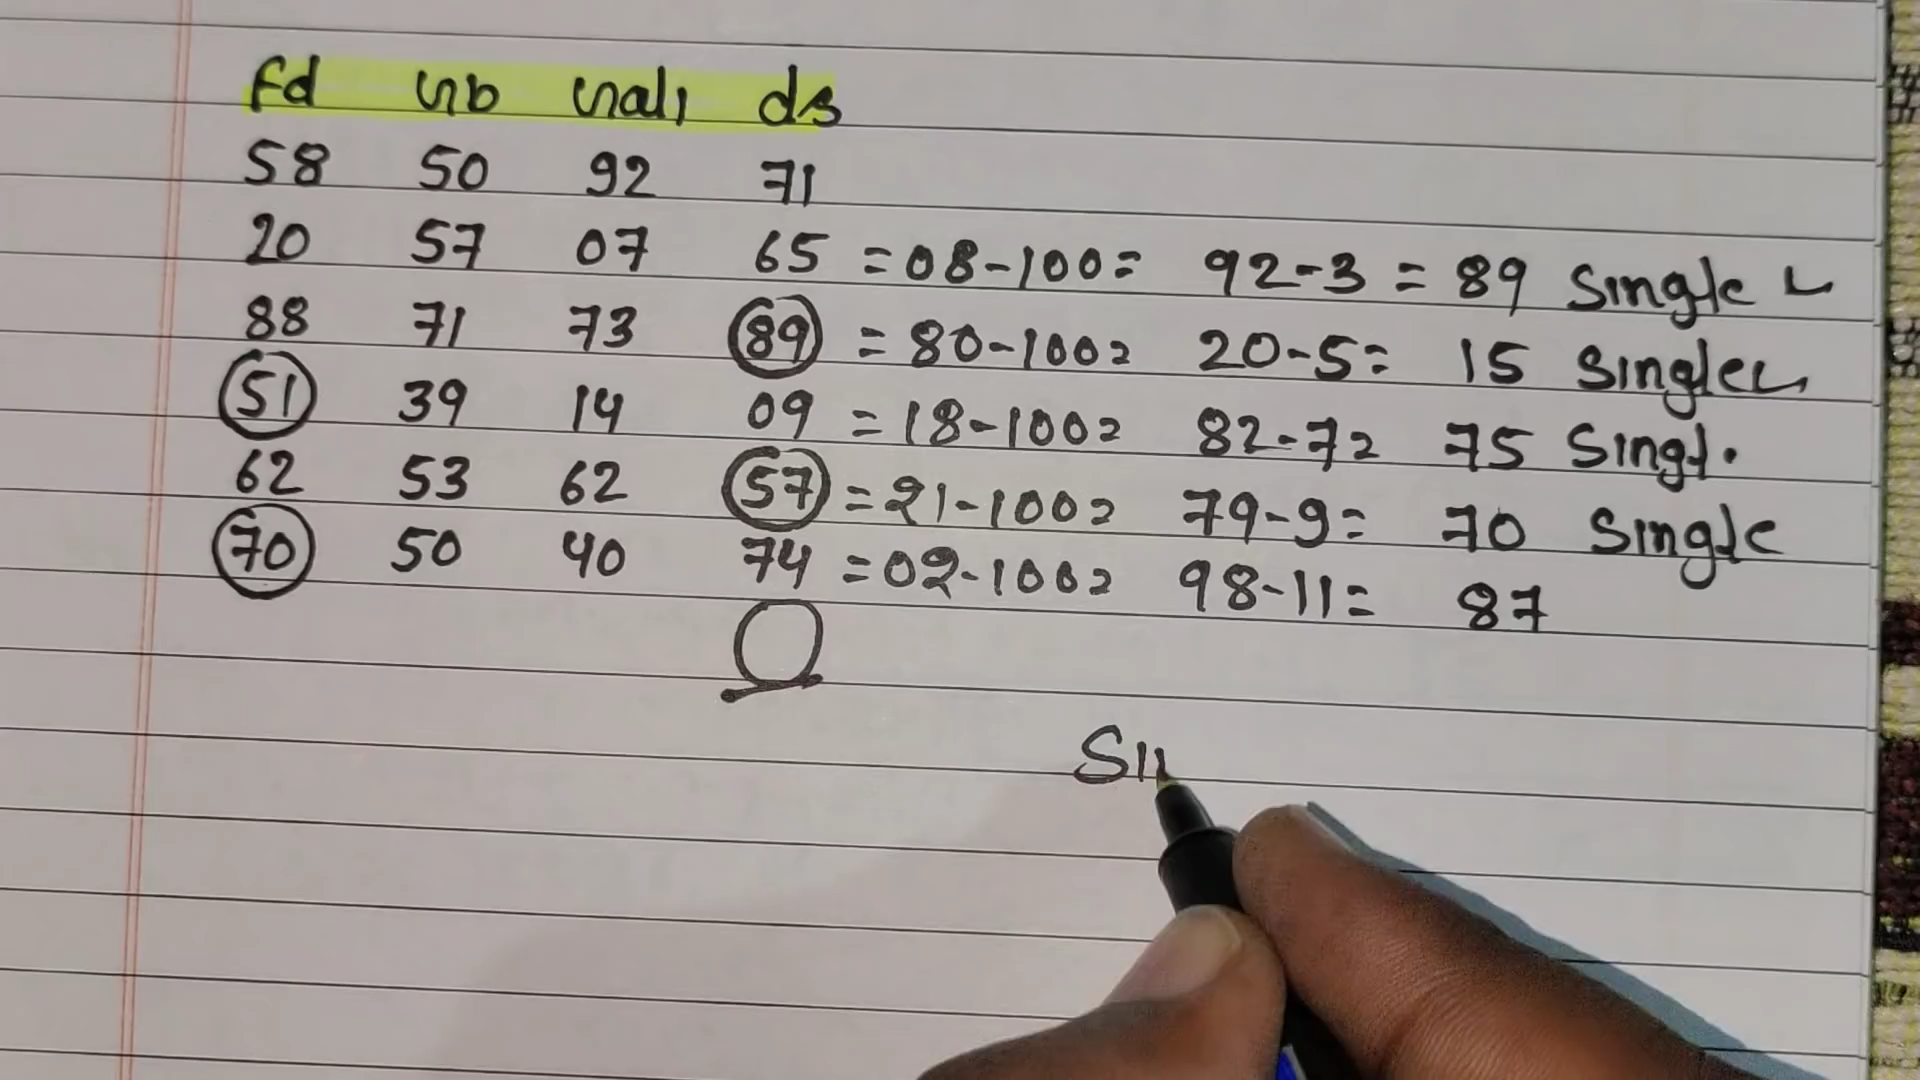 Fd Gb Gali ds
58 50 92 71
20 57 07 65 = 08-100= 92-3 = 89 Single ✓
88 71 73 89 = 80-100= 20-5= 15 Single ✓
51 39 14 09 = 18-100= 82-7= 75 Singl.
62 53 62 57 = 21-100= 79-9= 70 Single
70 50 40 74 = 02-100= 98-11= 87